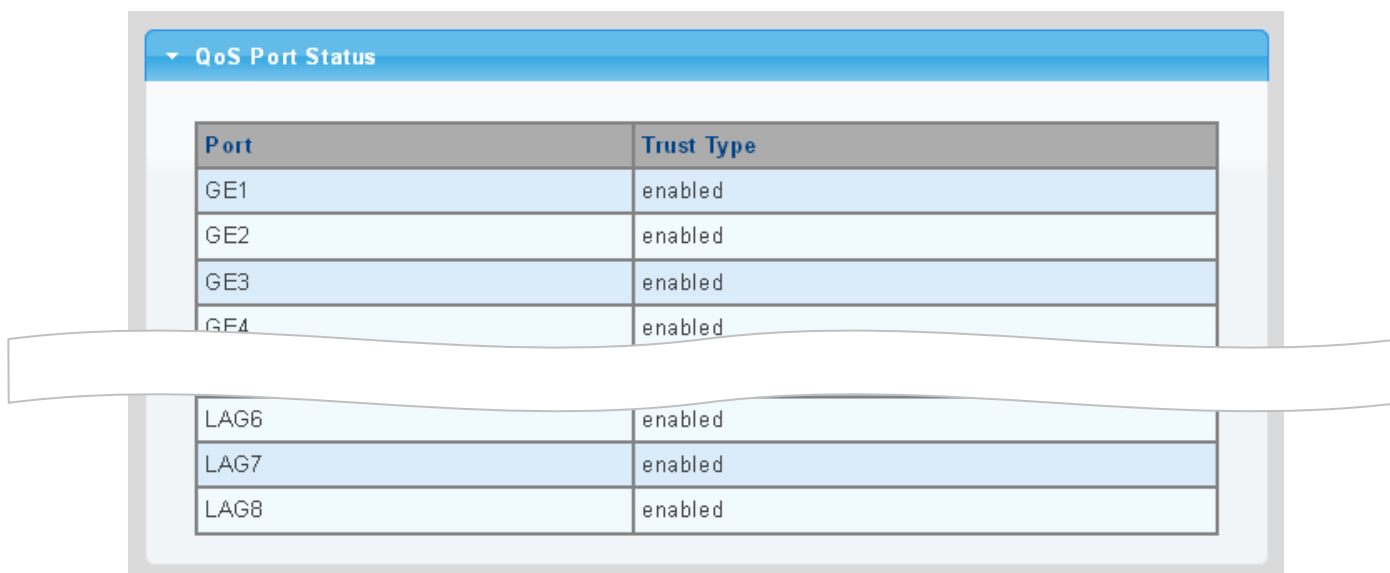 QoS Port Status
Port Trust Type
GE1 enabled
GE2 enabled
GE3 enabled
GE4 enabled
LAG6 enabled
LAG7 enabled
LAG8 enabled